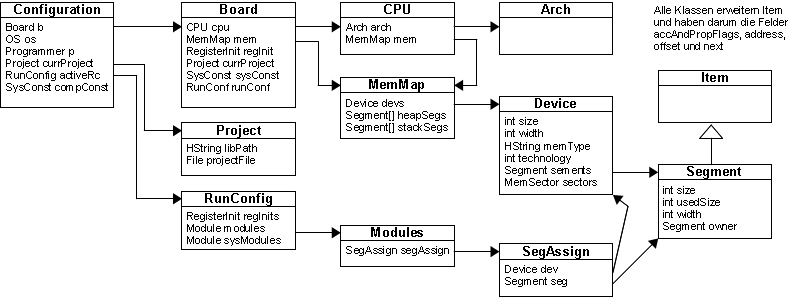 Configuration
Board b
OS os
Programmer p
Project currProject
RunConfig activeRc
SysConst compConst
Board
CPU cpu
MemMap mem
RegisterInit regInit
Project currProject
SysConst sysConst
RunConf runConf
CPU
Arch arch
MemMap mem
Arch
Alle Klassen erweitern Item
und haben darum die Felder
accAndPropFlags, address,
offset und next
MemMap
Device devs
Segment[] heapSegs
Segment[] stackSegs
Device
int size
int width
HString memType
int technology
Segment sements
MemSector sectors
Item
Project
HString libPath
File projectFile
Segment
int size
int usedSize
int width
Segment owner
RunConfig
RegisterInit regInits
Module modules
Module sysModules
Modules
SegAssign segAssign
SegAssign
Device dev
Segment seg